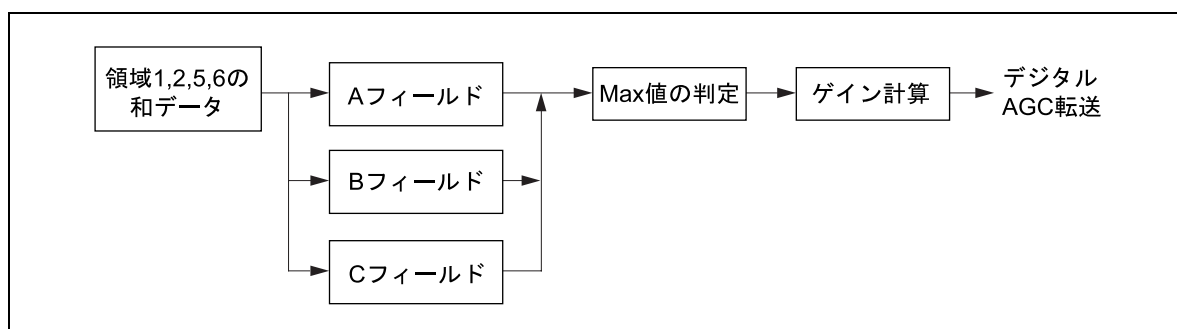 領域1,2,5,6の
和データ
Aフィールド
Bフィールド
Cフィールド
Max値の判定
ゲイン計算
デジタル
AGC転送